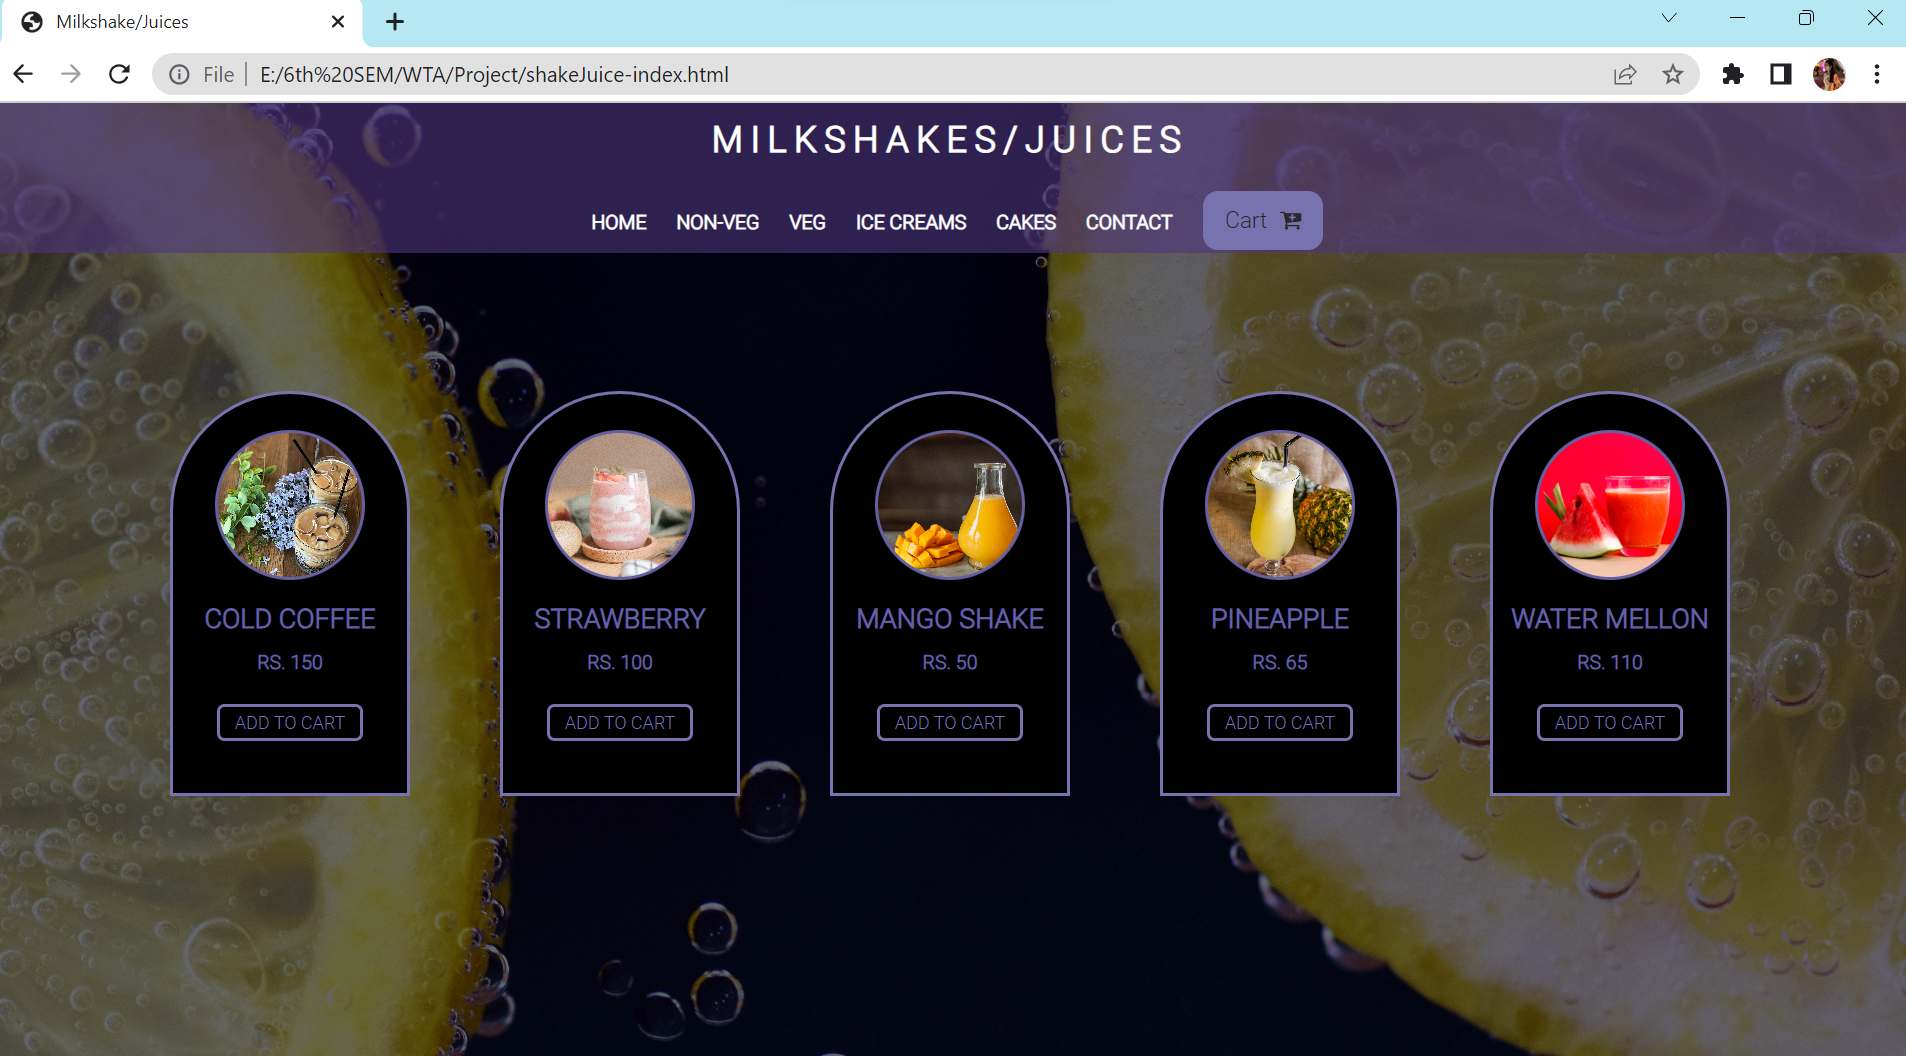 Milkshake/Juices
File | E:/6th%20SEM/WTA/Project/shakeJuice-index.html
MILKSHAKES/JUICES
HOME NON-VEG VEG ICE CREAMS CAKES CONTACT Cart
COLD COFFEE
RS. 150
ADD TO CART
STRAWBERRY
RS. 100
ADD TO CART
MANGO SHAKE
RS. 50
ADD TO CART
PINEAPPLE
RS. 65
ADD TO CART
WATER MELLON
RS. 110
ADD TO CART